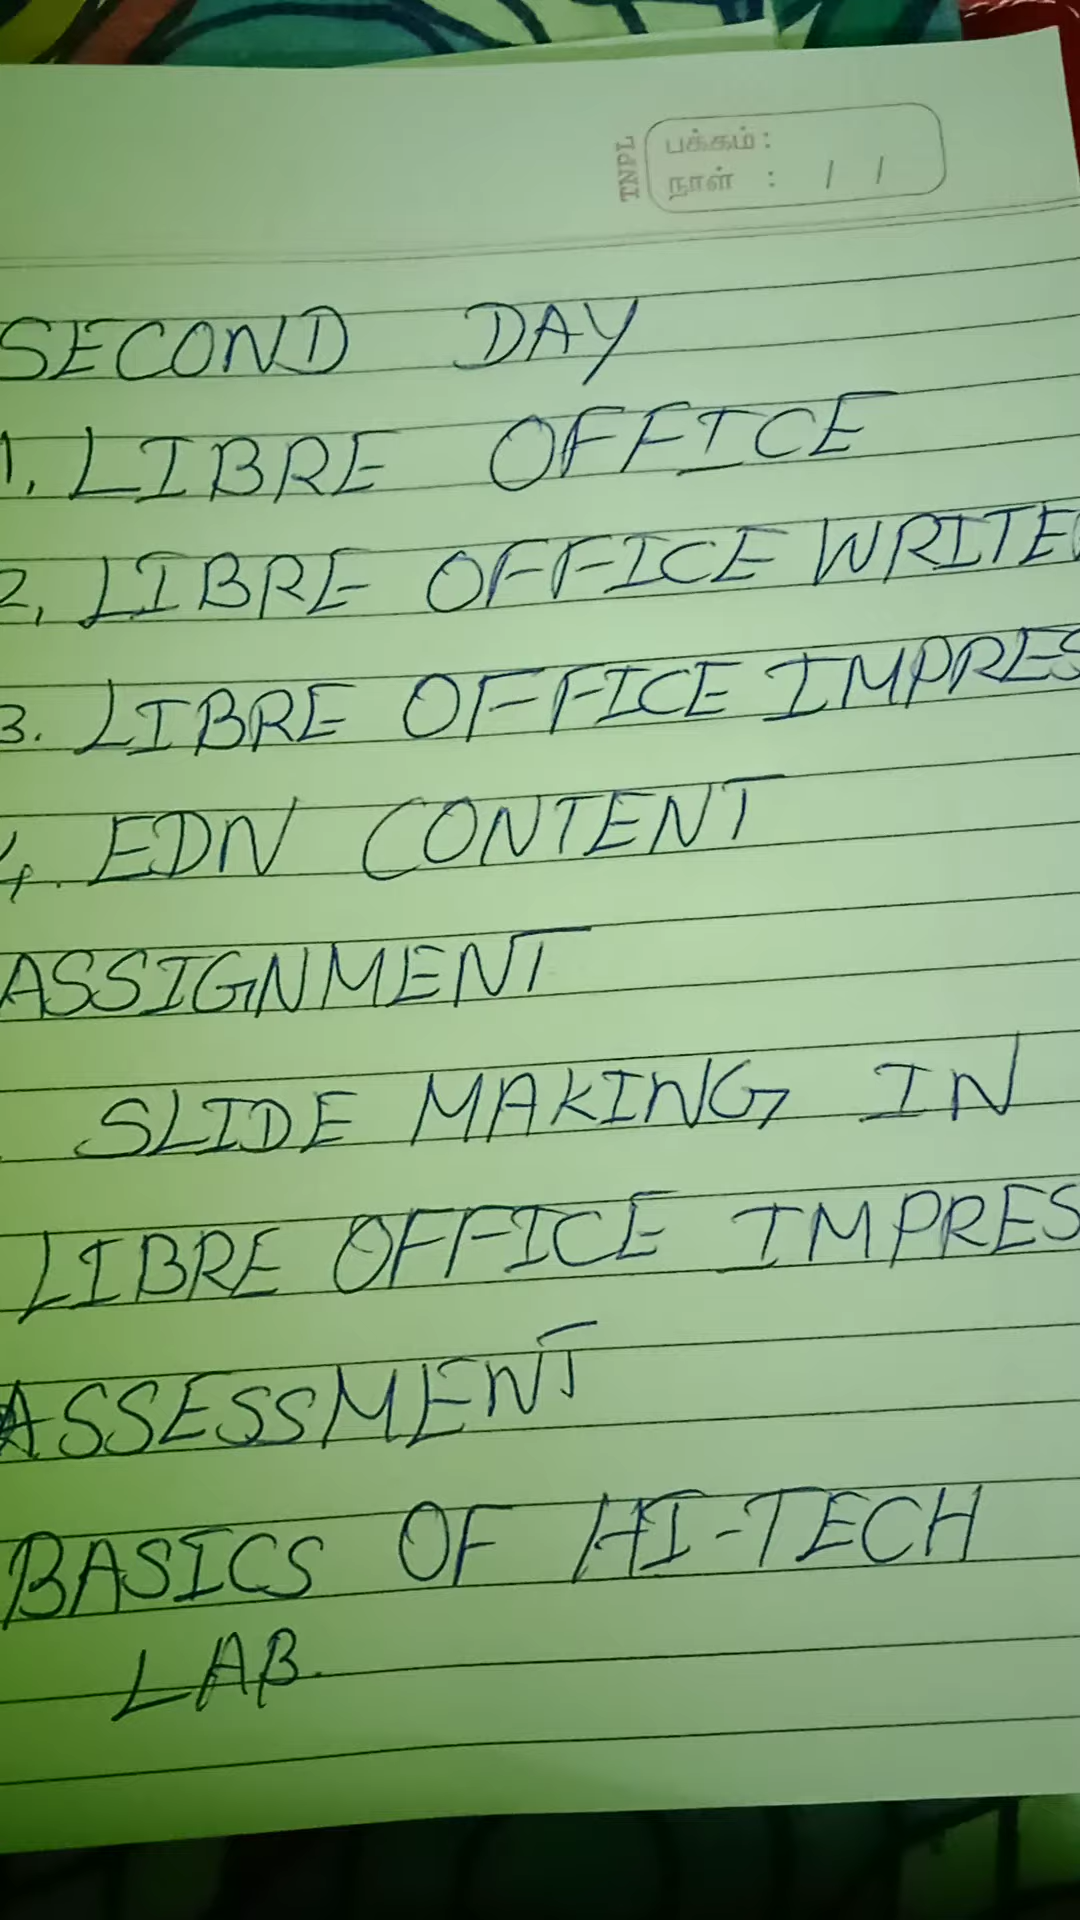 TNPL
பக்கம் :
நாள் : / /
SECOND DAY
1. LIBRE OFFICE
2. LIBRE OFFICE WRITE
3. LIBRE OFFICE IMPRES
4. EDN CONTENT
ASSIGNMENT
SLIDE MAKING IN
LIBRE OFFICE IMPRES
ASSESSMENT
BASICS OF HI-TECH
LAB.